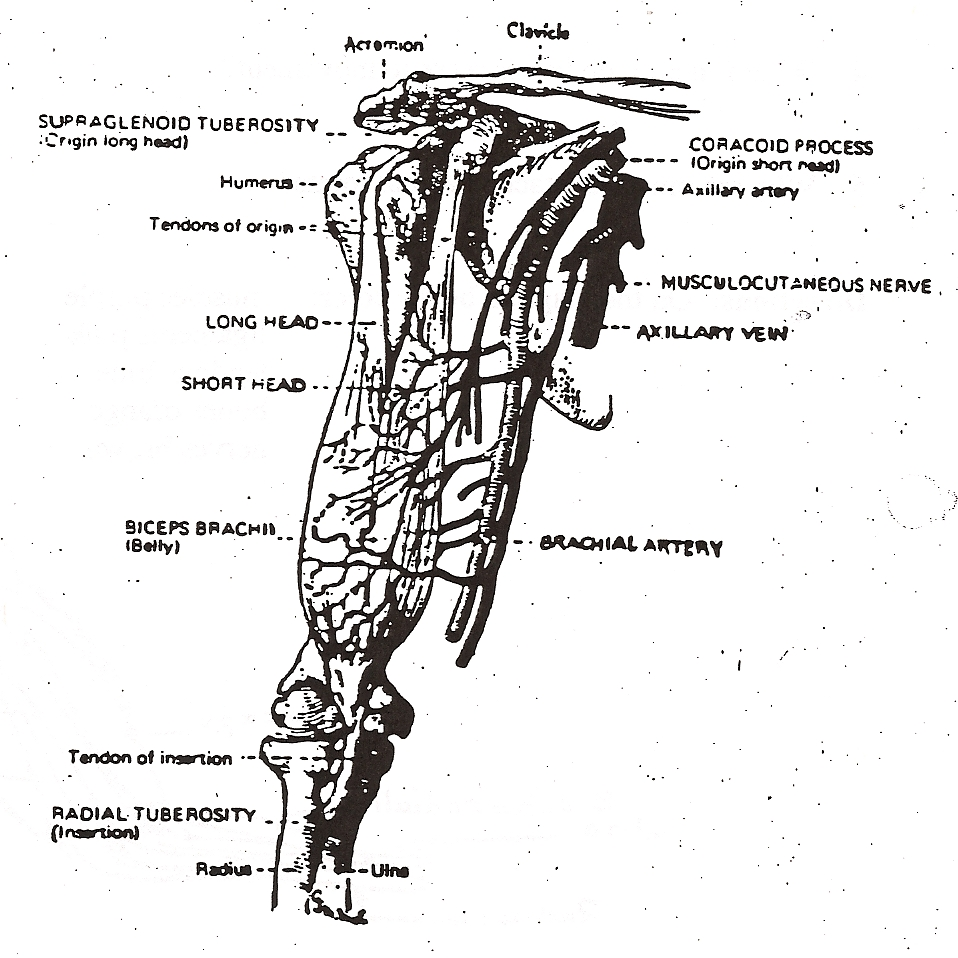 Clavicle
Acromion
SUPRAGLENOID TUBEROSITY
(Origin long head)
CORACOID PROCESS
(Origin short head)
Humerus
Axillary artery
Tendons of origin
MUSCULOCUTANEOUS NERVE
LONG HEAD
AXILLARY VEIN
SHORT HEAD
BICEPS BRACHII
(Belly)
BRACHIAL ARTERY
Tendon of insertion
RADIAL TUBEROSITY
(Insertion)
Radius
Ulna